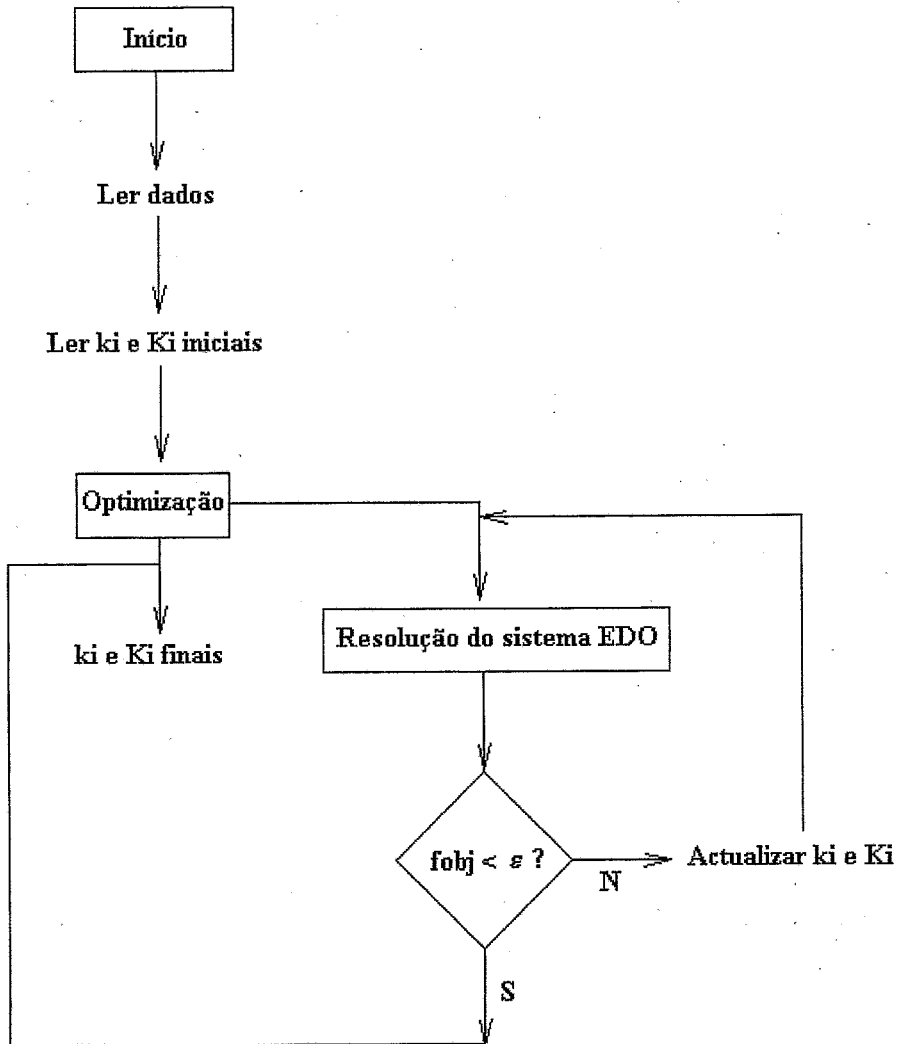 Início
Ler dados
Ler ki e Ki iniciais
Optimização
ki e Ki finais
Resolução do sistema EDO
fobj < ε ?
N
Actualizar ki e Ki
S